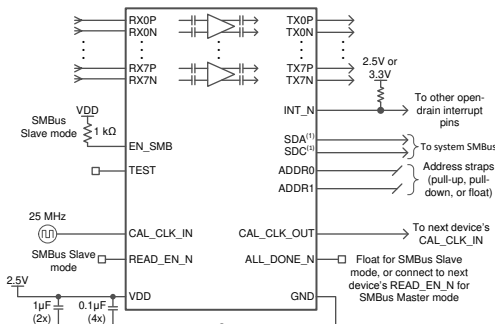 RX0P
RX0N
RX7P
RX7N
TX0P
TX0N
TX7P
TX7N
2.5V or
3.3V
INT_N
To other open-
drain interrupt
pins
VDD
SMBus
Slave mode
1 kΩ
EN_SMB
SDA(1)
SDC(1)
To system SMBus
TEST
ADDR0
ADDR1
Address straps
(pull-up, pull-
down, or float)
25 MHz
CAL_CLK_IN
CAL_CLK_OUT
To next device's
CAL_CLK_IN
SMBus Slave
mode
READ_EN_N
ALL_DONE_N
Float for SMBus Slave
mode, or connect to next
device's READ_EN_N for
SMBus Master mode
2.5V
VDD
GND
1µF
(2x)
0.1µF
(4x)